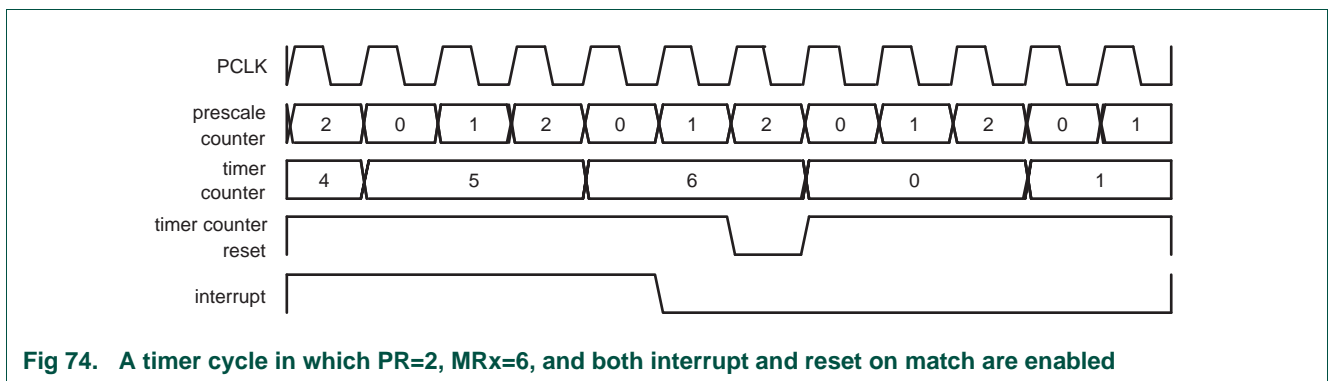 PCLK
prescale
counter
2 0 1 2 0 1 2 0 1 2 0 1
timer
counter
4 5 6 0 1
timer counter
reset
interrupt
Fig 74. A timer cycle in which PR=2, MRx=6, and both interrupt and reset on match are enabled